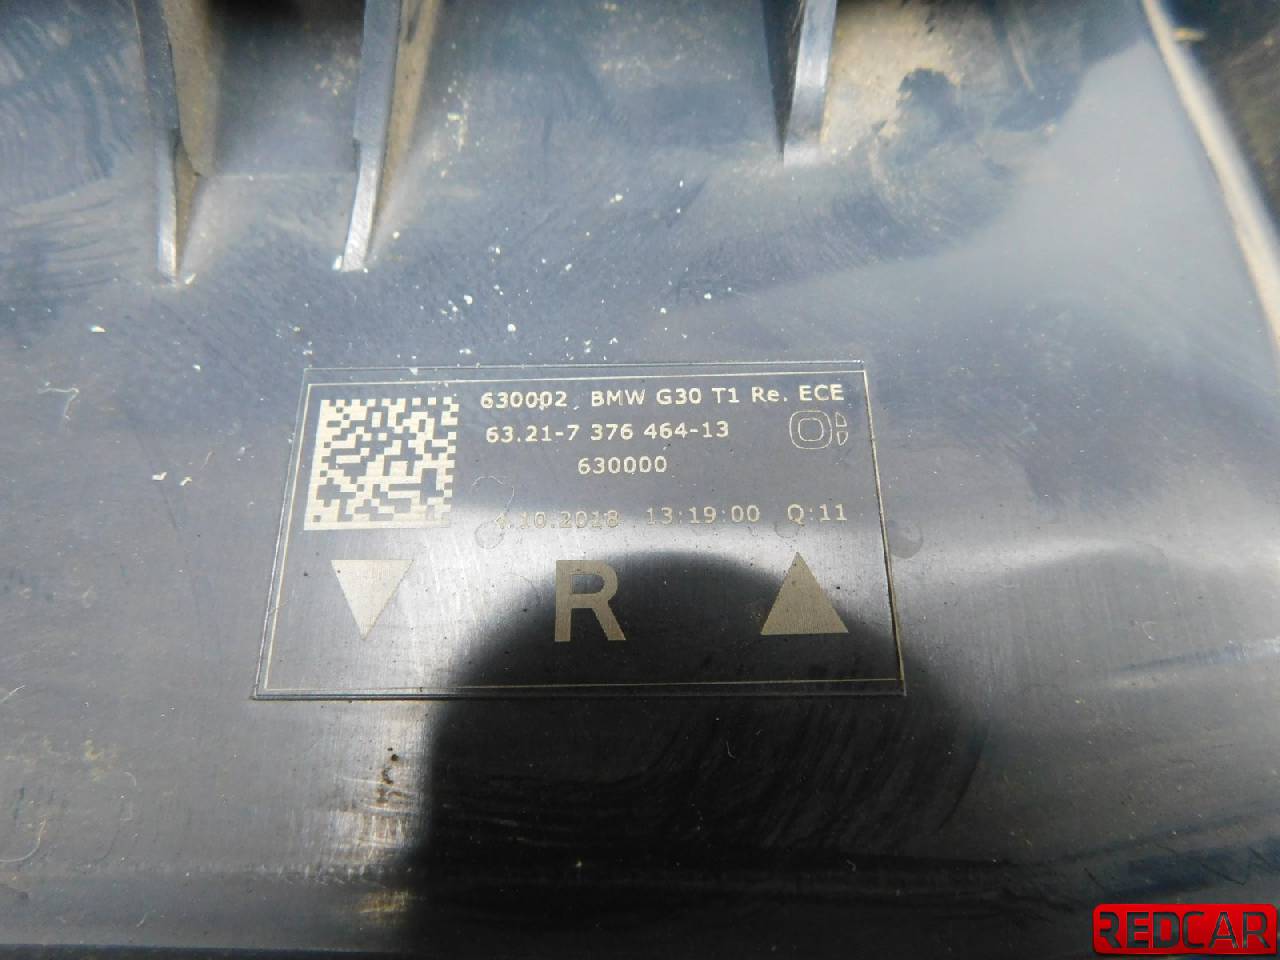 630002 BMW G30 T1 Re. ECE
63.21-7 376 464-13
630000
4.10.2018 13:19:00 Q:11
R
REDCAR